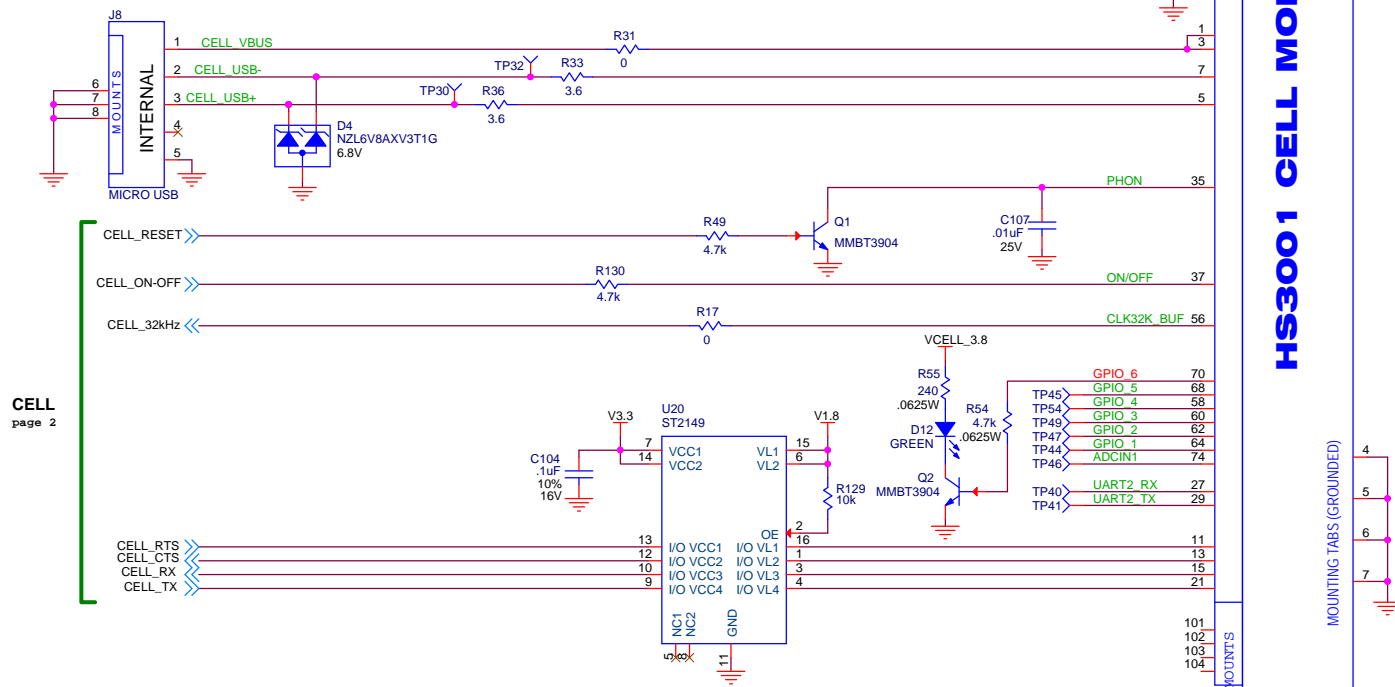 J8
MOUNTS
INTERNAL
MICRO USB
1 CELL_VBUS
2 CELL_USB-
3 CELL_USB+
4
5
6
7
8
R31
0
TP32
R33
3.6
TP30
R36
3.6
D4
NZL6V8AXV3T1G
6.8V
1
3
7
5
HS3001 CELL
PHON 35
C107
.01uF
25V
Q1
MMBT3904
CELL_RESET
R49
4.7k
CELL_ON-OFF
R130
4.7k
ON/OFF 37
CELL_32kHz
R17
0
CLK32K_BUF 56
CELL
page 2
VCELL_3.8
R55
240
.0625W
R54
4.7k
.0625W
D12
GREEN
Q2
MMBT3904
GPIO_6 70
TP45 GPIO_5 68
TP54 GPIO_4 58
TP49 GPIO_3 60
TP47 GPIO_2 62
TP44 GPIO_1 64
TP46 ADCIN1 74
TP40 UART2_RX 27
TP41 UART2_TX 29
U20
ST2149
V3.3
V1.8
7 VCC1 VL1 15
14 VCC2 VL2 6
C104
.1uF
10%
16V
R129
10k
OE 2
CELL_RTS 13 I/O VCC1 I/O VL1 16 11
CELL_CTS 12 I/O VCC2 I/O VL2 1 13
CELL_RX 10 I/O VCC3 I/O VL3 3 15
CELL_TX 9 I/O VCC4 I/O VL4 4 21
NC1
NC2
GND
5
8
11
101
102
103
104
MOUNTS
MOUNTING TABS (GROUNDED)
4
5
6
7